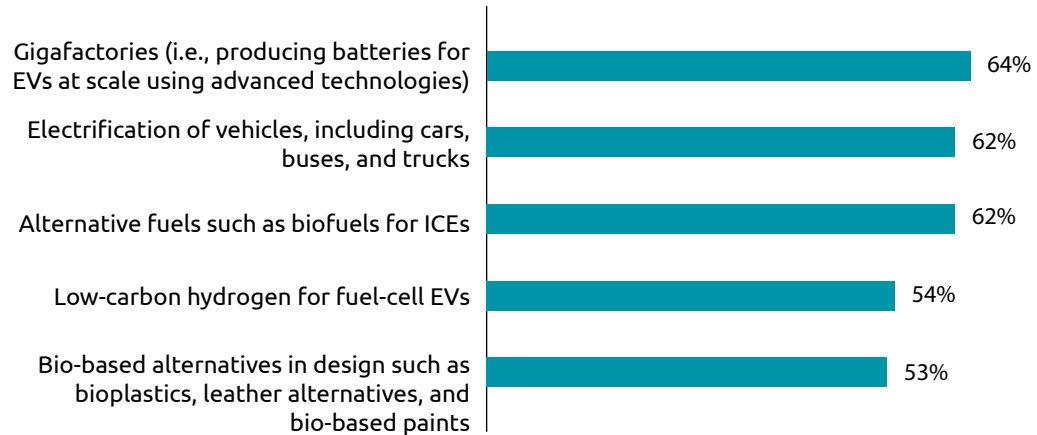 Gigafactories (i.e., producing batteries for
EVs at scale using advanced technologies)
64%
Electrification of vehicles, including cars,
buses, and trucks
62%
Alternative fuels such as biofuels for ICEs
62%
Low-carbon hydrogen for fuel-cell EVs
54%
Bio-based alternatives in design such as
bioplastics, leather alternatives, and
bio-based paints
53%